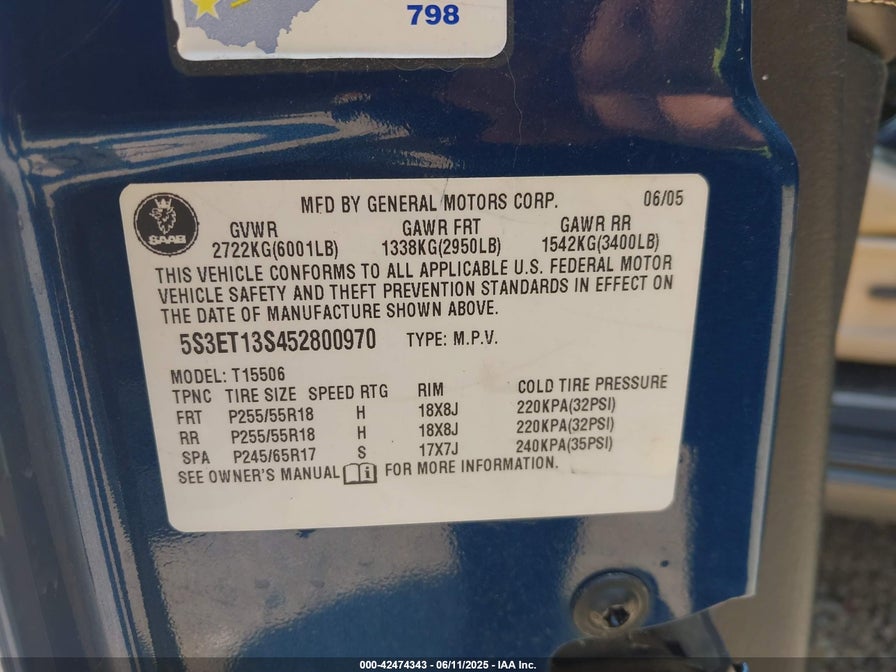 798
MFD BY GENERAL MOTORS CORP. 06/05
SAAB
GVWR GAWR FRT GAWR RR
2722KG(6001LB) 1338KG(2950LB) 1542KG(3400LB)
THIS VEHICLE CONFORMS TO ALL APPLICABLE U.S. FEDERAL MOTOR
VEHICLE SAFETY AND THEFT PREVENTION STANDARDS IN EFFECT ON
THE DATE OF MANUFACTURE SHOWN ABOVE.
5S3ET13S452800970 TYPE: M.P.V.
MODEL: T15506
TPNC TIRE SIZE SPEED RTG RIM COLD TIRE PRESSURE
FRT P255/55R18 H 18X8J 220KPA(32PSI)
RR P255/55R18 H 18X8J 220KPA(32PSI)
SPA P245/65R17 S 17X7J 240KPA(35PSI)
SEE OWNER'S MANUAL i FOR MORE INFORMATION.
000-42474343 - 06/11/2025 - IAA Inc.